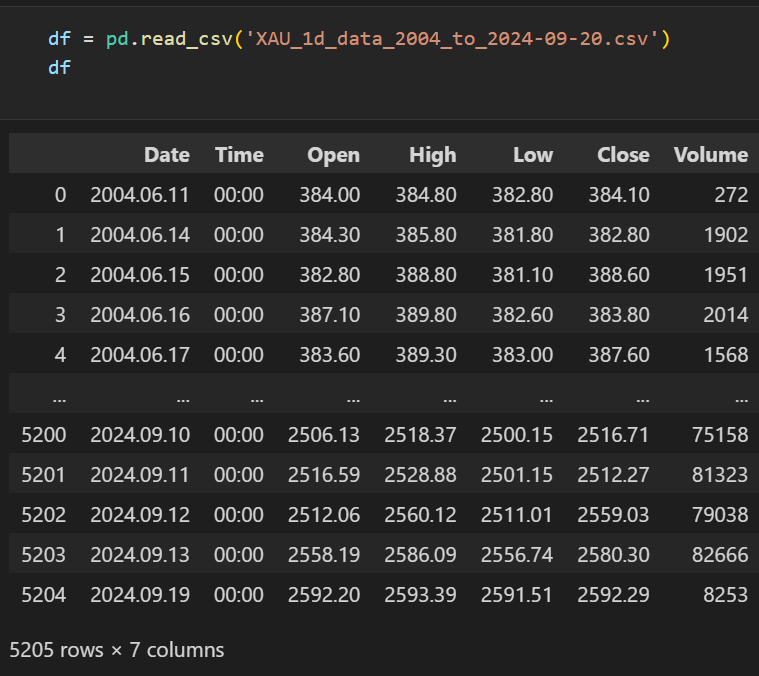 df = pd.read_csv('XAU_1d_data_2004_to_2024-09-20.csv')
df
Date Time Open High Low Close Volume
0 2004.06.11 00:00 384.00 384.80 382.80 384.10 272
1 2004.06.14 00:00 384.30 385.80 381.80 382.80 1902
2 2004.06.15 00:00 382.80 388.80 381.10 388.60 1951
3 2004.06.16 00:00 387.10 389.80 382.60 383.80 2014
4 2004.06.17 00:00 383.60 389.30 383.00 387.60 1568
... ... ... ... ... ... ... ...
5200 2024.09.10 00:00 2506.13 2518.37 2500.15 2516.71 75158
5201 2024.09.11 00:00 2516.59 2528.88 2501.15 2512.27 81323
5202 2024.09.12 00:00 2512.06 2560.12 2511.01 2559.03 79038
5203 2024.09.13 00:00 2558.19 2586.09 2556.74 2580.30 82666
5204 2024.09.19 00:00 2592.20 2593.39 2591.51 2592.29 8253
5205 rows × 7 columns